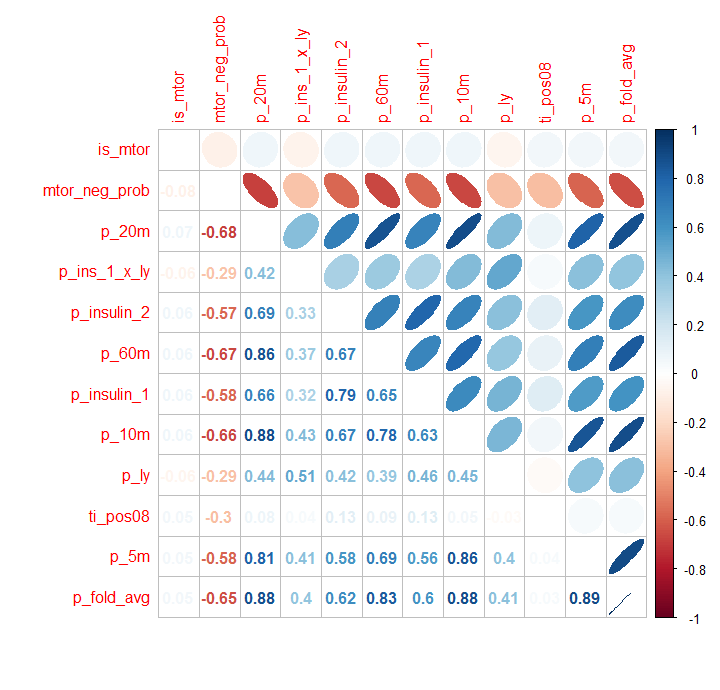 is_mtor mtor_neg_prob p_20m p_ins_1_x_ly p_insulin_2 p_60m p_insulin_1 p_10m p_ly ti_pos08 p_5m p_fold_avg
is_mtor
mtor_neg_prob -0.08
p_20m 0.07 -0.68
p_ins_1_x_ly -0.06 -0.29 0.42
p_insulin_2 0.06 -0.57 0.69 0.33
p_60m 0.06 -0.67 0.86 0.37 0.67
p_insulin_1 0.06 -0.58 0.66 0.32 0.79 0.65
p_10m 0.06 -0.66 0.88 0.43 0.67 0.78 0.63
p_ly -0.06 -0.29 0.44 0.51 0.42 0.39 0.46 0.45
ti_pos08 0.05 -0.3 0.08 0.04 0.13 0.09 0.13 0.05
p_5m 0.05 -0.58 0.81 0.41 0.58 0.69 0.56 0.86 0.4 0.04
p_fold_avg 0.05 -0.65 0.88 0.4 0.62 0.83 0.6 0.88 0.41 0.03 0.89
1
0.8
0.6
0.4
0.2
0
-0.2
-0.4
-0.6
-0.8
-1